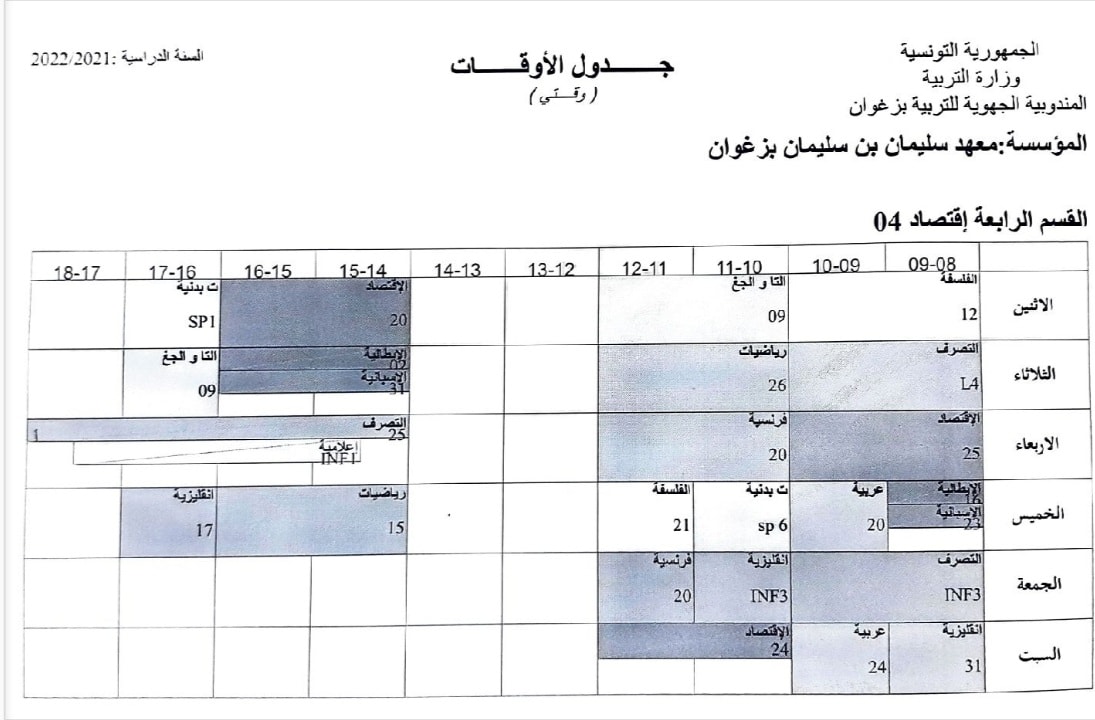 الجمهورية التونسية
وزارة التربية
المندوبية الجهوية للتربية بزغوان
المؤسسة:معهد سليمان بن سليمان بزغوان
جـــــدول الأوقـــــات
( وقــتي )
السنة الدراسية :2022/2021
القسم الرابعة إقتصاد 04
09-08 10-09 11-10 12-11 13-12 14-13 15-14 16-15 17-16 18-17
الاثنين
الفلسفة 12
التا و الجغ 09
الإقتصاد 20
ت بدنية SP1
الثلاثاء
التصرف L4
رياضيات 26
الإيطالية 02
الإسبانية 31
التا و الجغ 09
الاربعاء
الإقتصاد 25
فرنسية 20
التصرف 25
1
إعلامية INF1
الخميس
الإيطالية 16
الإسبانية 23
عربية 20
ت بدنية sp 6
الفلسفة 21
رياضيات 15
انقليزية 17
الجمعة
التصرف INF3
انقليزية INF3
فرنسية 20
السبت
انقليزية 31
عربية 24
الإقتصاد 24